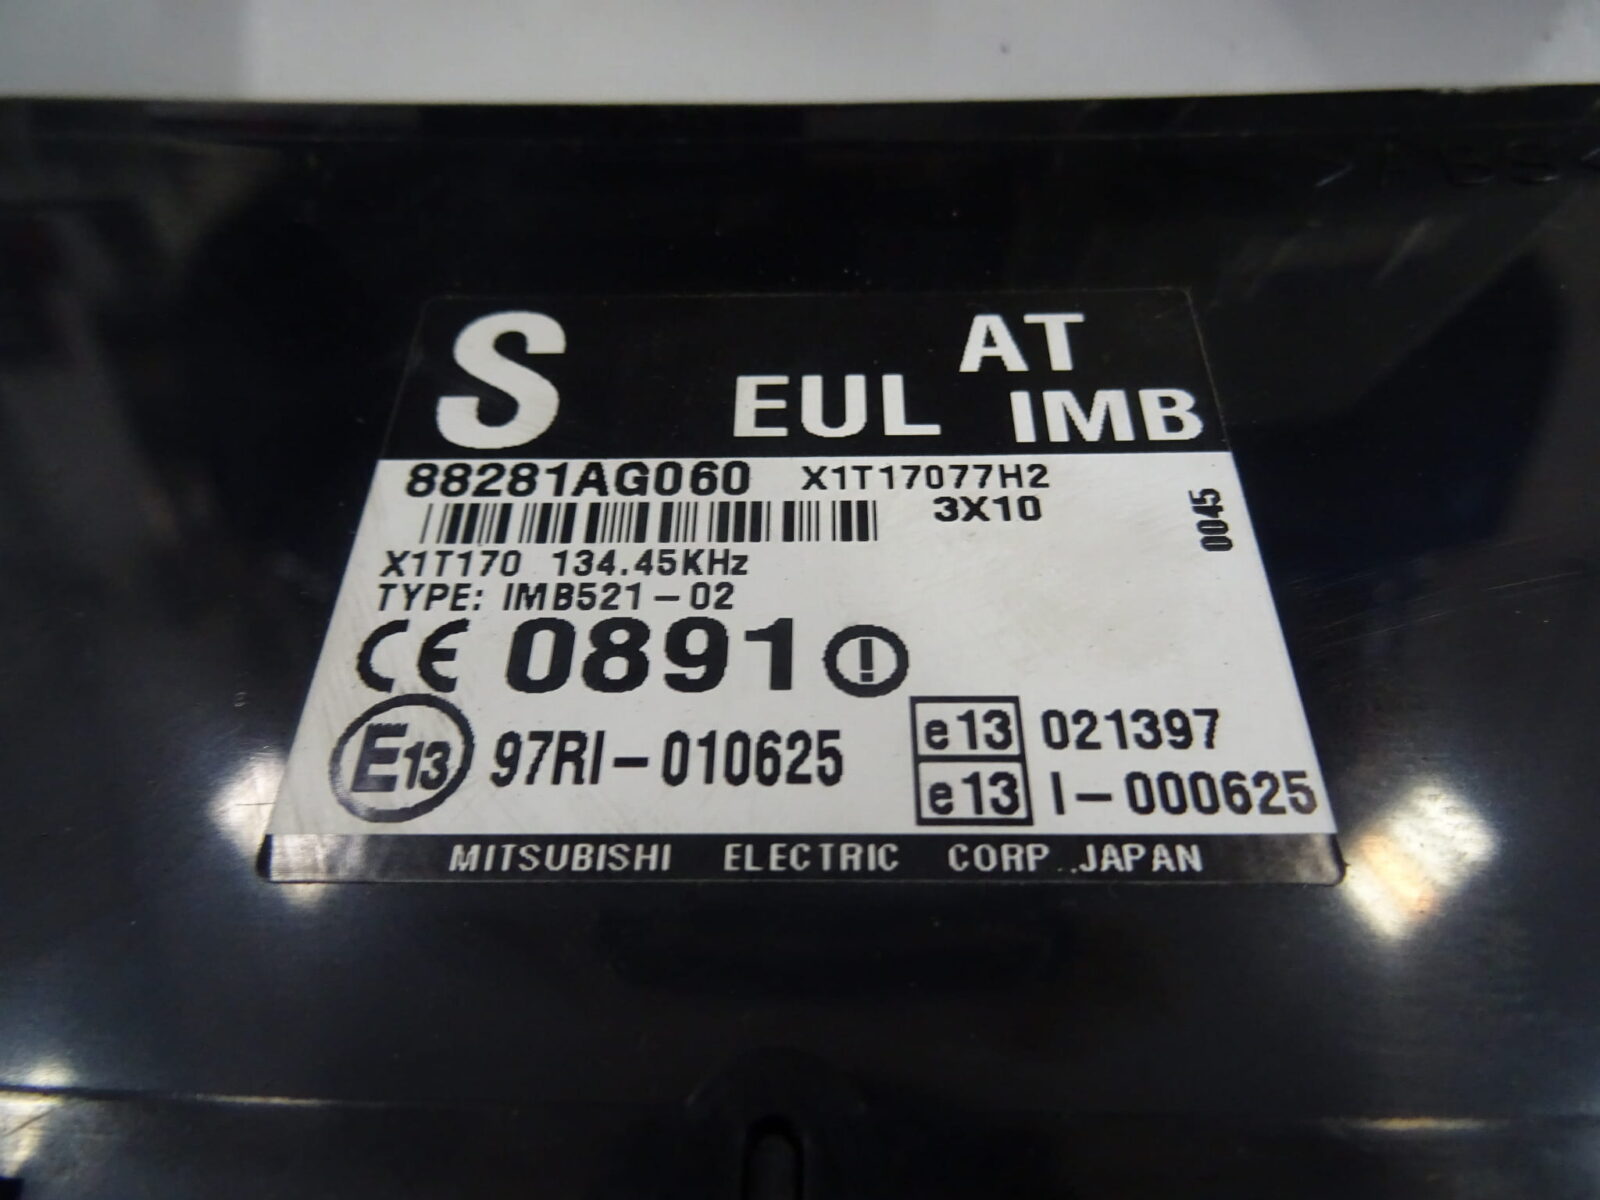 S
AT
EUL IMB
88281AG060 X1T17077H2
3X10
0045
X1T170 134.45KHz
TYPE: IMB521-02
CE 0891
E13 97RI-010625
e13 021397
e13 I-000625
MITSUBISHI ELECTRIC CORP. JAPAN